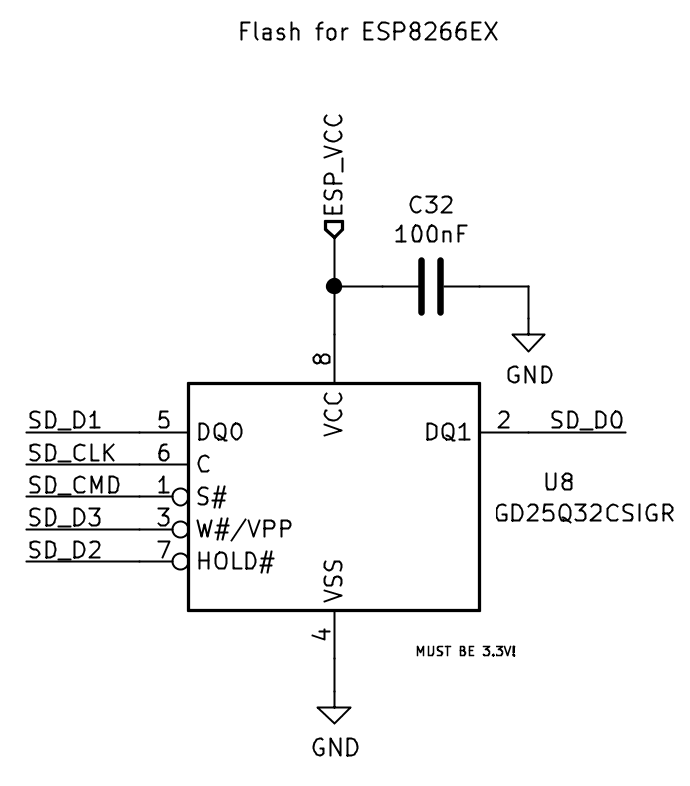 Flash for ESP8266EX
ESP_VCC
C32
100nF
GND
8
VCC
SD_D1 5 DQ0
DQ1 2 SD_D0
SD_CLK 6 C
SD_CMD 1 S#
SD_D3 3 W#/VPP
SD_D2 7 HOLD#
U8
GD25Q32CSIGR
VSS
4
MUST BE 3.3V!
GND